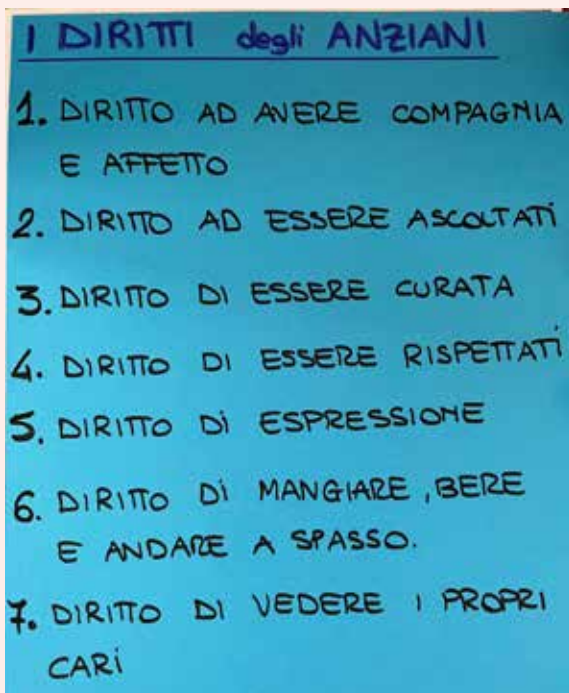 I DIRITTI degli ANZIANI
1. DIRITTO AD AVERE COMPAGNIA
E AFFETTO
2. DIRITTO AD ESSERE ASCOLTATI
3. DIRITTO DI ESSERE CURATA
4. DIRITTO DI ESSERE RISPETTATI
5. DIRITTO Di ESPRESSIONE
6. DIRITTO Di MANGIARE, BERE
E ANDARE A SPASSO.
7. DIRITTO DI VEDERE I PROPRI
CARi